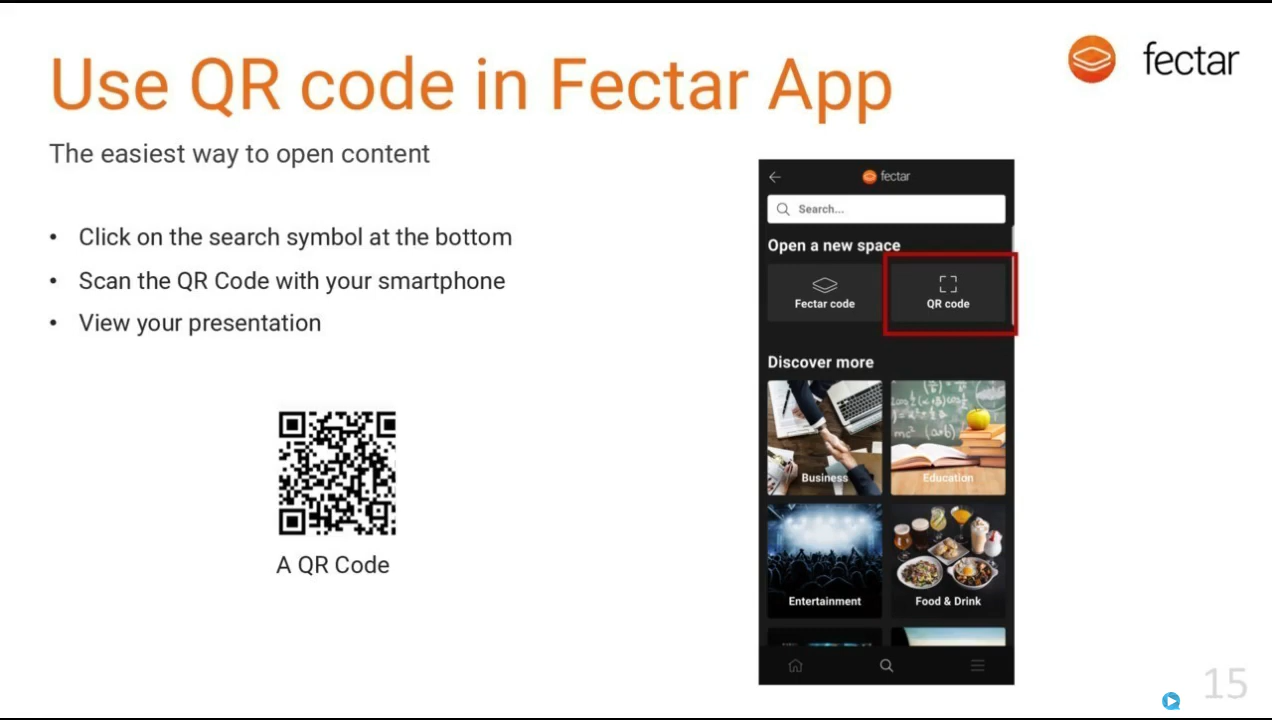 fectar
Use QR code in Fectar App
The easiest way to open content
• Click on the search symbol at the bottom
• Scan the QR Code with your smartphone
• View your presentation
A QR Code
fectar
Search...
Open a new space
Fectar code
QR code
Discover more
Business
Education
Entertainment
Food & Drink
15